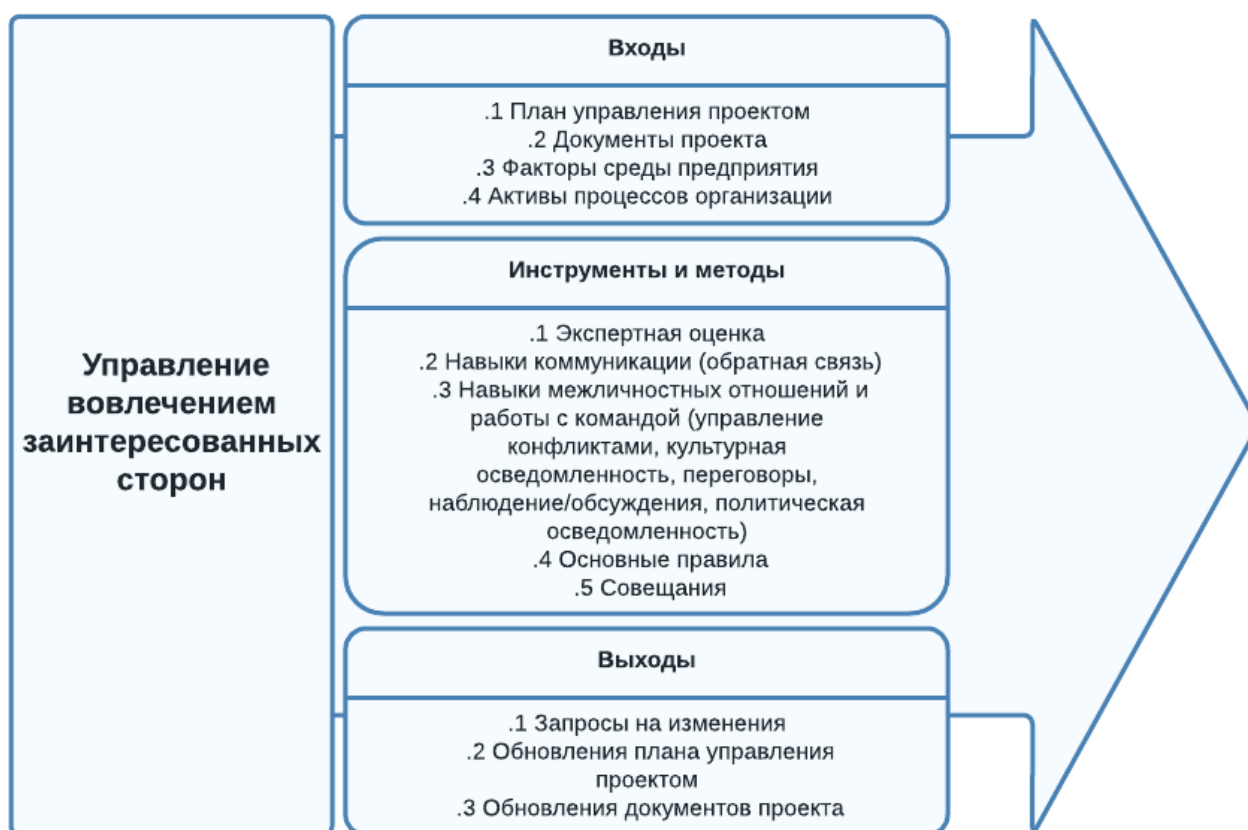 Управление
вовлечением
заинтересованных
сторон
Входы
.1 План управления проектом
.2 Документы проекта
.3 Факторы среды предприятия
.4 Активы процессов организации
Инструменты и методы
.1 Экспертная оценка
.2 Навыки коммуникации (обратная связь)
.3 Навыки межличностных отношений и
работы с командой (управление
конфликтами, культурная
осведомленность, переговоры,
наблюдение/обсуждения, политическая
осведомленность)
.4 Основные правила
.5 Совещания
Выходы
.1 Запросы на изменения
.2 Обновления плана управления
проектом
.3 Обновления документов проекта